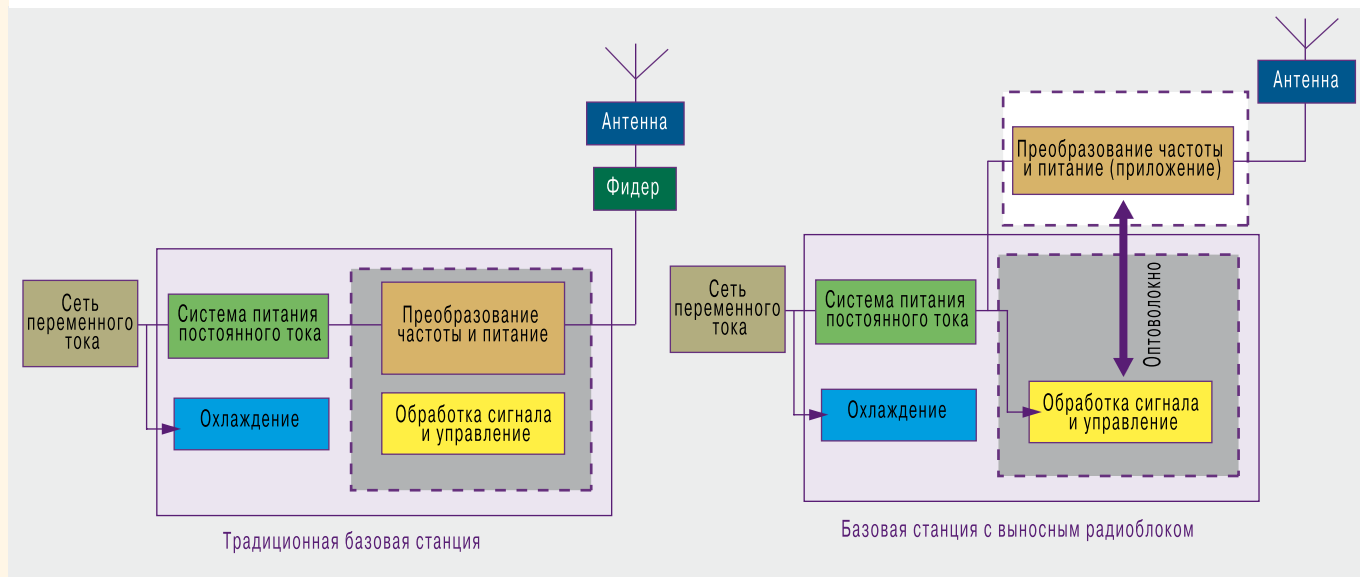 Антенна
Фидер
Сеть
переменного
тока
Система питания
постоянного тока
Охлаждение
Преобразование
частоты и питание
Обработка сигнала
и управление
Традиционная базовая станция
Антенна
Преобразование частоты
и питание (приложение)
Сеть
переменного
тока
Система питания
постоянного тока
Охлаждение
Оптоволокно
Обработка сигнала
и управление
Базовая станция с выносным радиоблоком